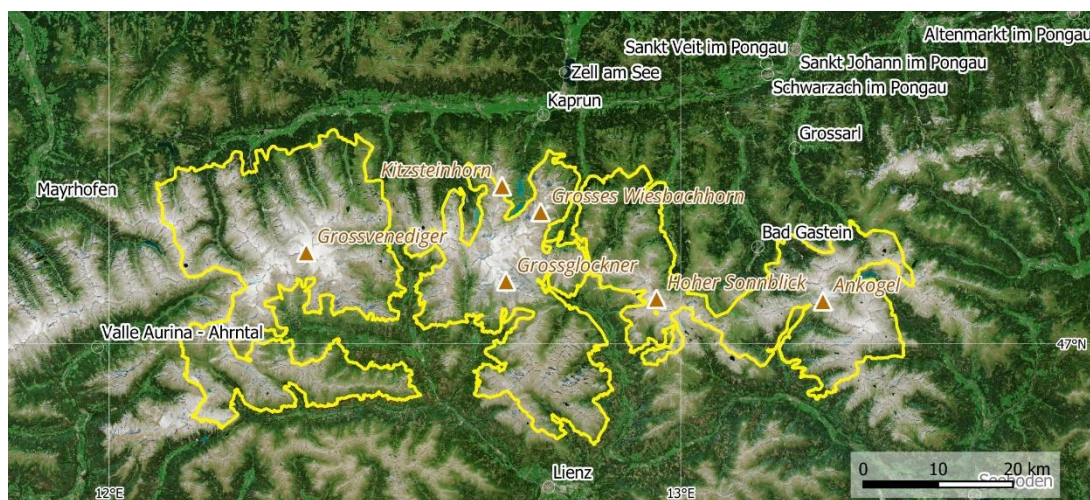 Altenmarkt im Pongau
Sankt Veit im Pongau
Sankt Johann im Pongau
Zell am See
Schwarzach im Pongau
Kaprun
Grossarl
Mayrhofen
Kitzsteinhorn
Grosses Wiesbachhorn
Bad Gastein
Grossvenediger
Grossglockner
Hoher Sonnblick
Ankogel
Valle Aurina - Ahrntal
47°N
Lienz
0 10 20 km
Seeboden
12°E
13°E